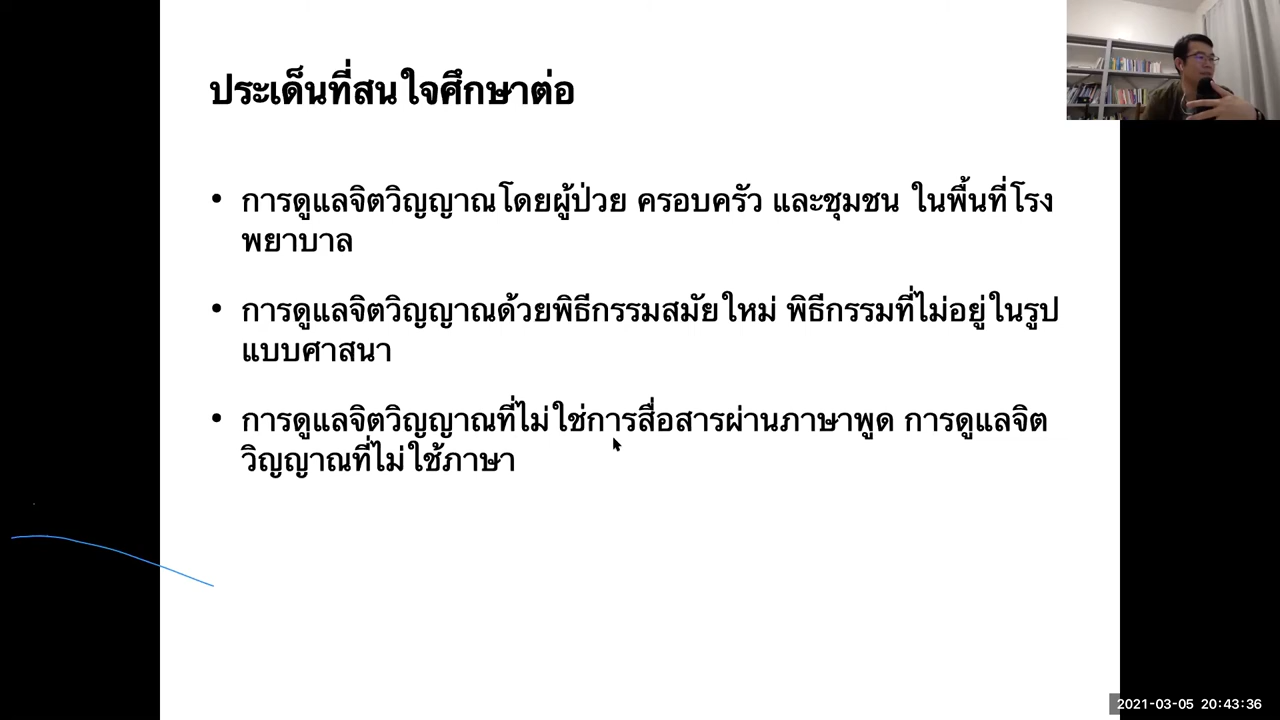 ประเด็นที่สนใจศึกษาต่อ
• การดูแลจิตวิญญาณโดยผู้ป่วย ครอบครัว และชุมชน ในพื้นที่โรง
พยาบาล
• การดูแลจิตวิญญาณด้วยพิธีกรรมสมัยใหม่ พิธีกรรมที่ไม่อยู่ในรูป
แบบศาสนา
• การดูแลจิตวิญญาณที่ไม่ใช่การสื่อสารผ่านภาษาพูด การดูแลจิต
วิญญาณที่ไม่ใช้ภาษา
2021-03-05 20:43:36